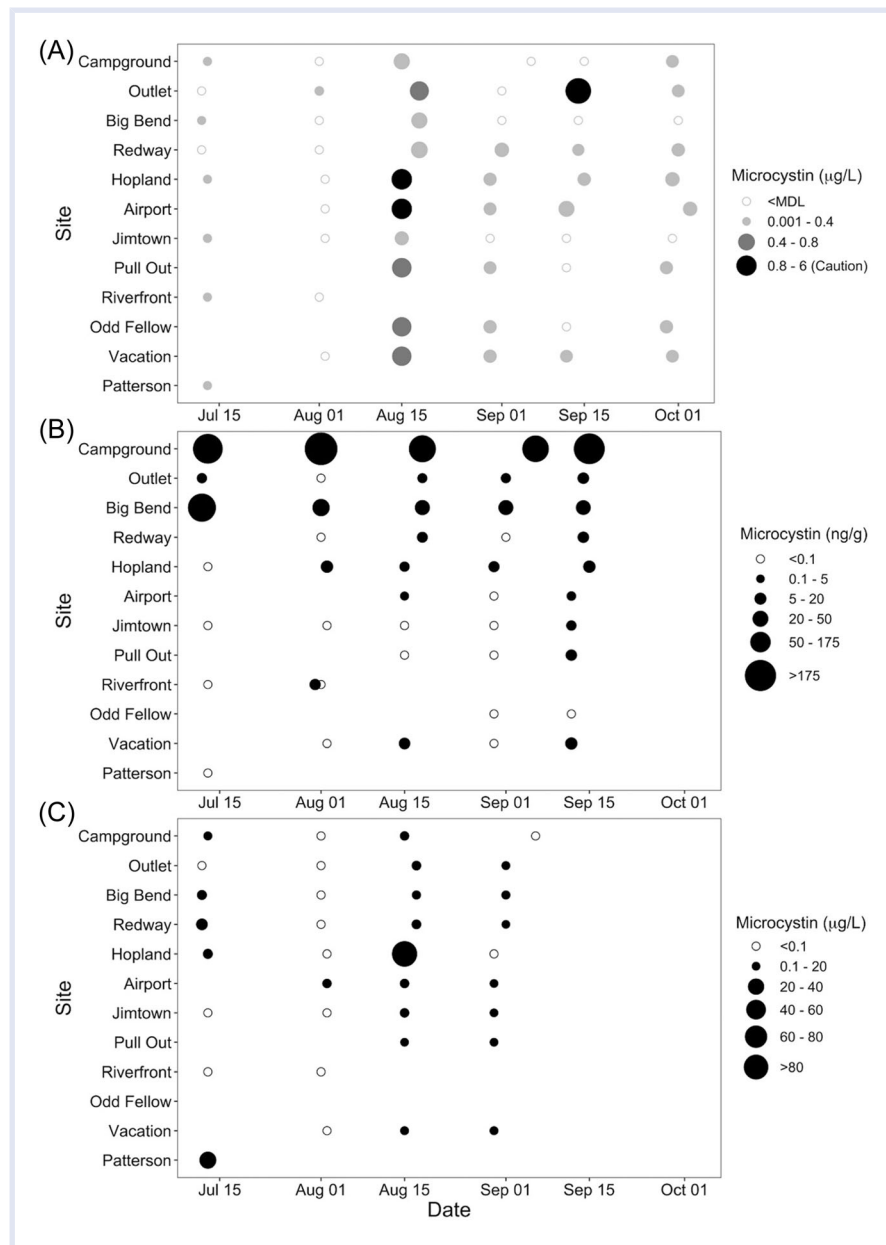 (A)
Campground
Outlet
Big Bend
Redway
Hopland
Airport
Jimtown
Pull Out
Riverfront
Odd Fellow
Vacation
Patterson
Site
Jul 15 Aug 01 Aug 15 Sep 01 Sep 15 Oct 01
Microcystin (μg/L)
<MDL
0.001 - 0.4
0.4 - 0.8
0.8 - 6 (Caution)
(B)
Campground
Outlet
Big Bend
Redway
Hopland
Airport
Jimtown
Pull Out
Riverfront
Odd Fellow
Vacation
Patterson
Site
Jul 15 Aug 01 Aug 15 Sep 01 Sep 15 Oct 01
Microcystin (ng/g)
<0.1
0.1 - 5
5 - 20
20 - 50
50 - 175
>175
(C)
Campground
Outlet
Big Bend
Redway
Hopland
Airport
Jimtown
Pull Out
Riverfront
Odd Fellow
Vacation
Patterson
Site
Jul 15 Aug 01 Aug 15 Sep 01 Sep 15 Oct 01
Date
Microcystin (μg/L)
<0.1
0.1 - 20
20 - 40
40 - 60
60 - 80
>80